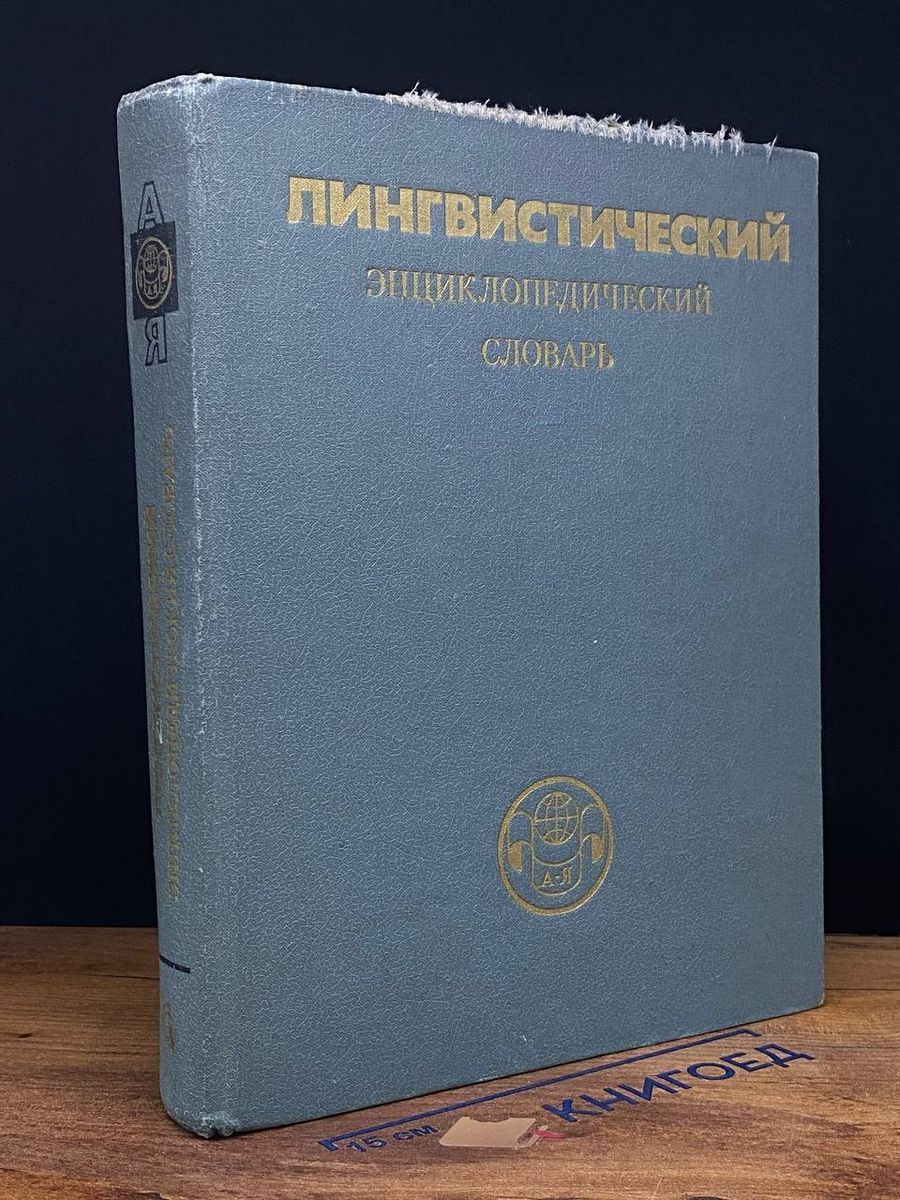 ЛИНГВИСТИЧЕСКИЙ
ЭНЦИКЛОПЕДИЧЕСКИЙ
СЛОВАРЬ
А-Я
А
Я
15 см
КНИГОЕД